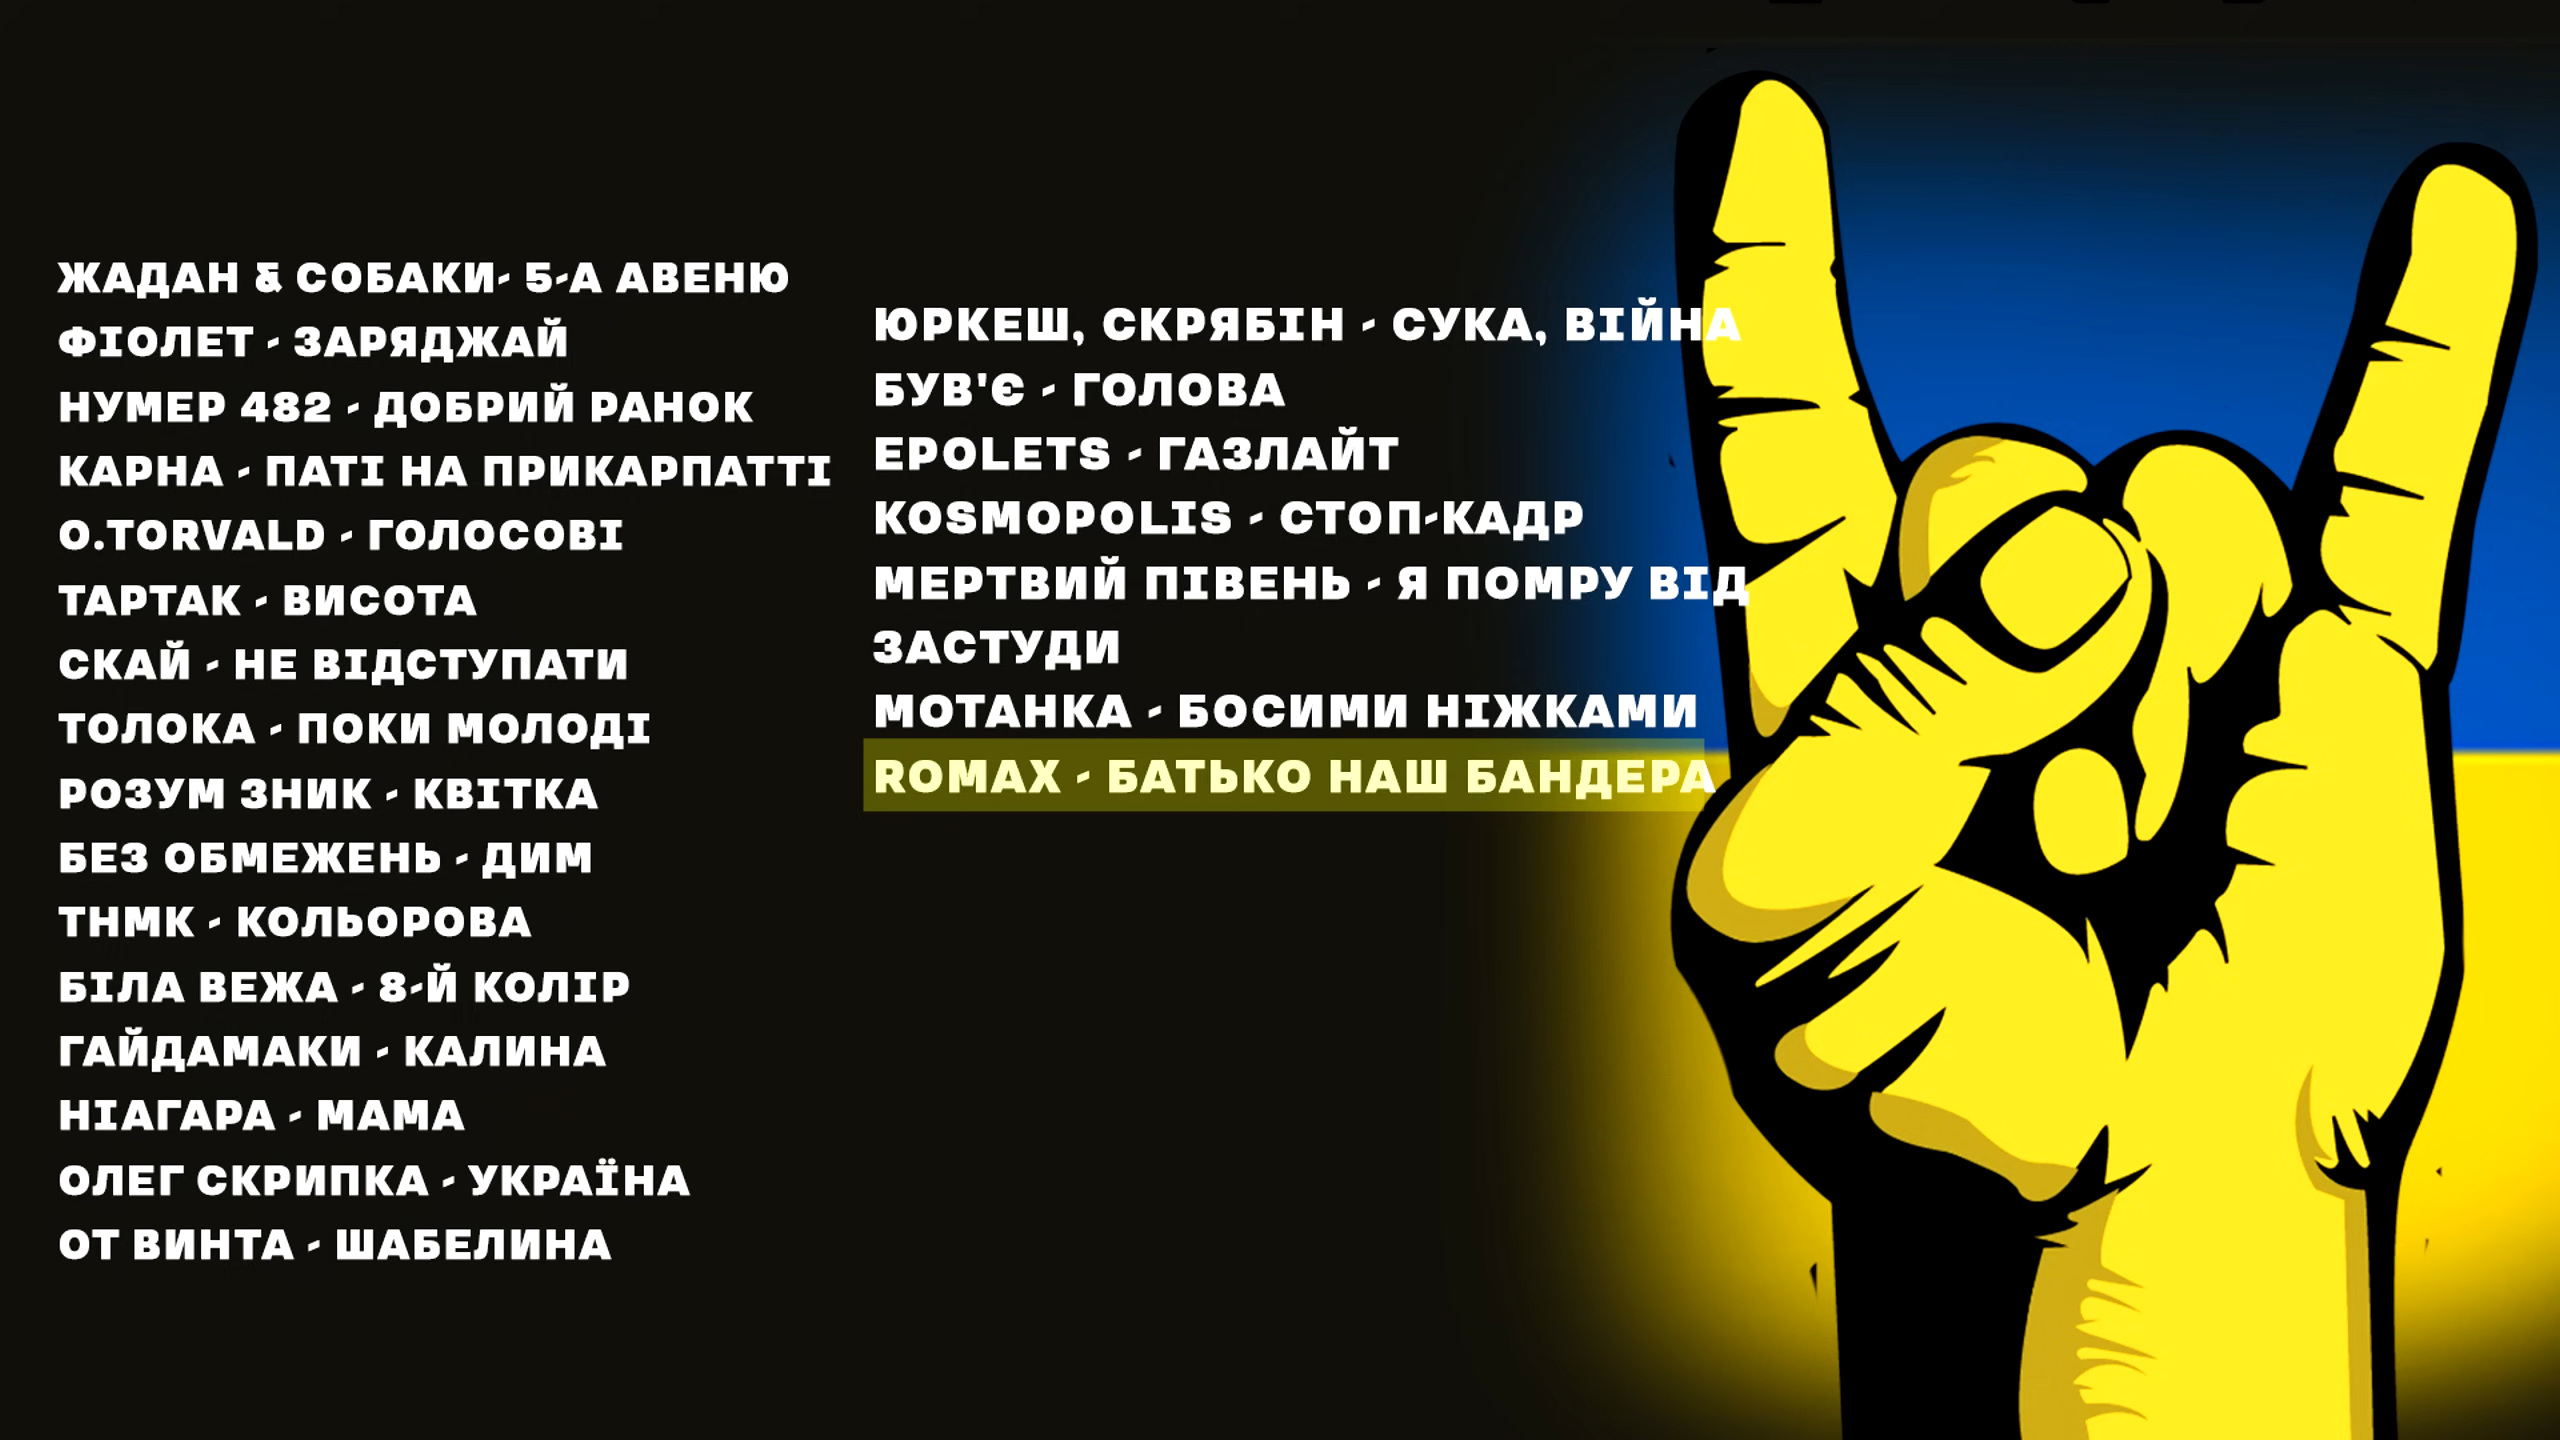 ЖАДАН & СОБАКИ- 5-А АВЕНЮ
ФІОЛЕТ - ЗАРЯДЖАЙ
НУМЕР 482 - ДОБРИЙ РАНОК
КАРНА - ПАТІ НА ПРИКАРПАТТІ
O.TORVALD - ГОЛОСОВІ
ТАРТАК - ВИСОТА
СКАЙ - НЕ ВІДСТУПАТИ
ТОЛОКА - ПОКИ МОЛОДІ
РОЗУМ ЗНИК - КВІТКА
БЕЗ ОБМЕЖЕНЬ - ДИМ
ТНМК - КОЛЬОРОВА
БІЛА ВЕЖА - 8-Й КОЛІР
ГАЙДАМАКИ - КАЛИНА
НІАГАРА - МАМА
ОЛЕГ СКРИПКА - УКРАЇНА
ОТ ВИНТА - ШАБЕЛИНА
ЮРКЕШ, СКРЯБІН - СУКА, ВІЙНА
БУВ'Є - ГОЛОВА
EPOLETS - ГАЗЛАЙТ
KOSMOPOLIS - СТОП-КАДР
МЕРТВИЙ ПІВЕНЬ - Я ПОМРУ ВІД
ЗАСТУДИ
МОТАНКА - БОСИМИ НІЖКАМИ
ROMAX - БАТЬКО НАШ БАНДЕРА